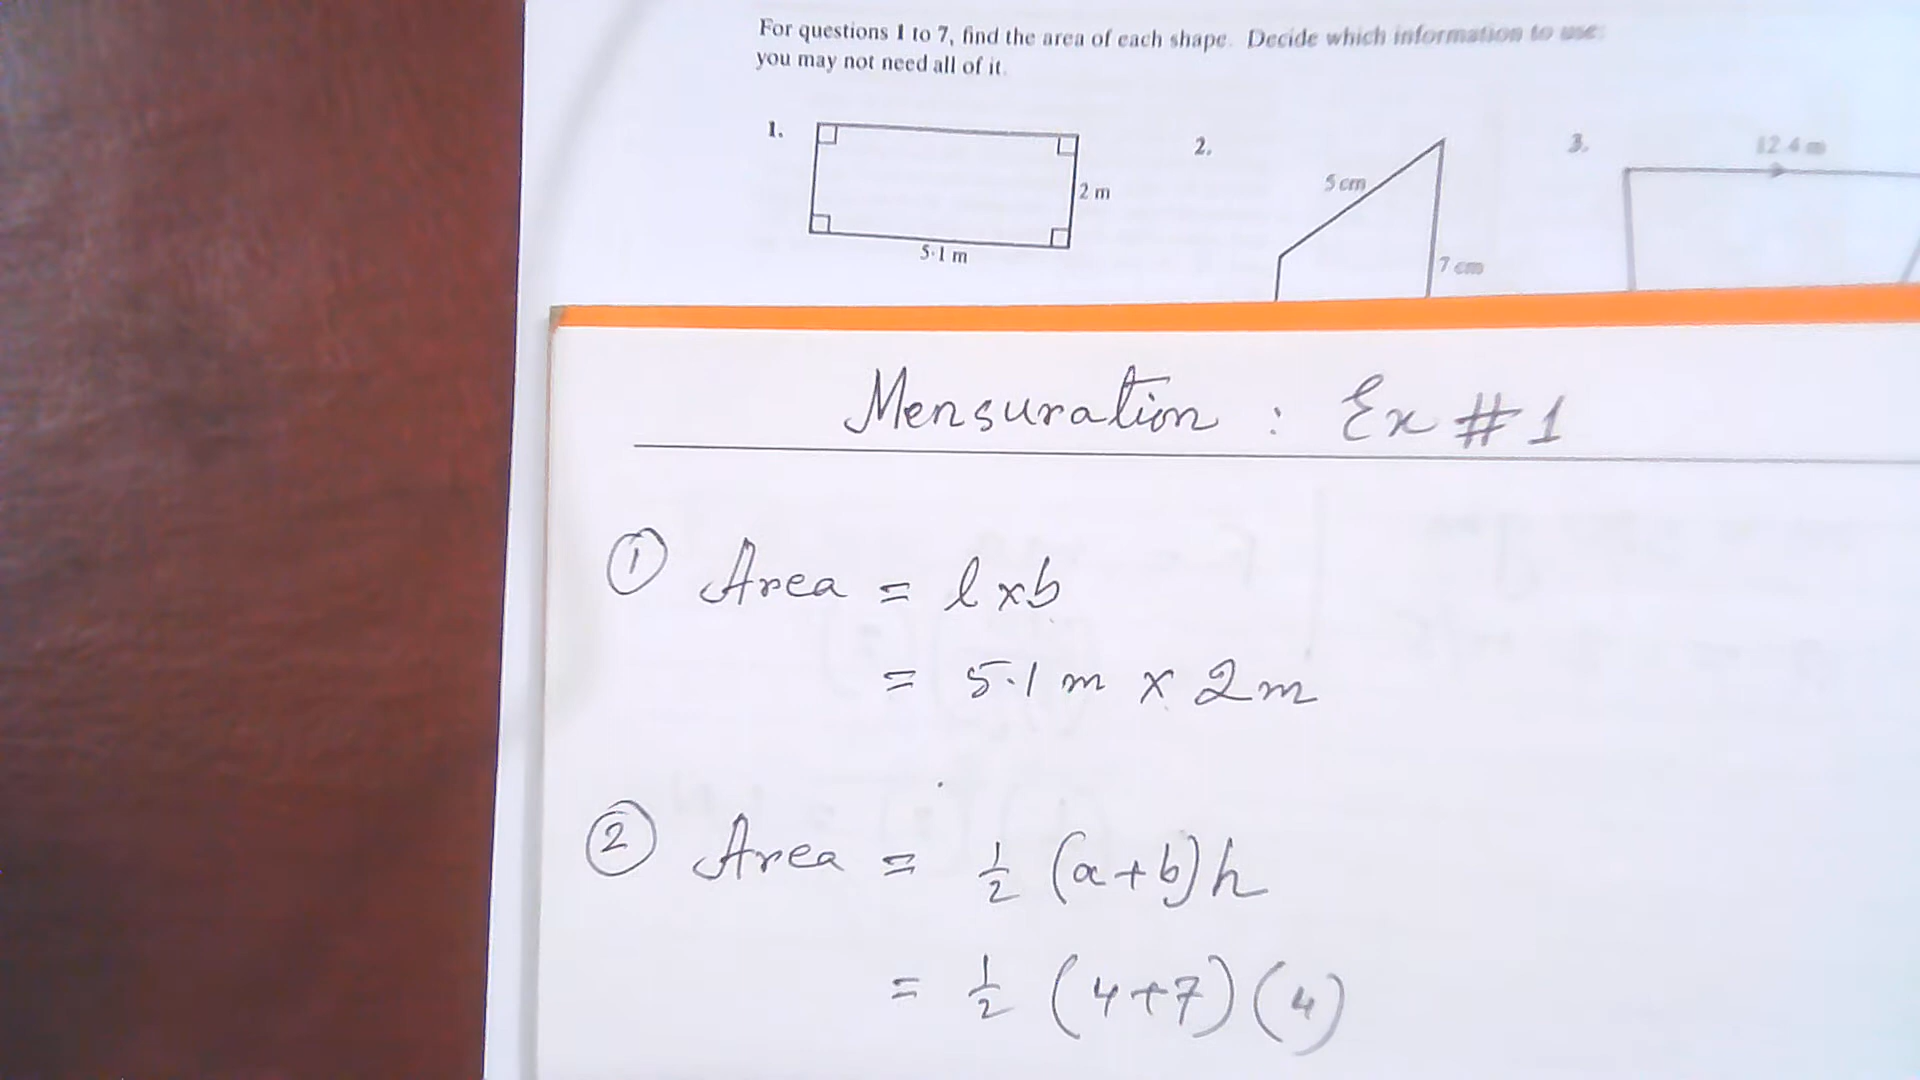 For questions 1 to 7, find the area of each shape. Decide which information to use:
you may not need all of it.
1.
2 m
5·1 m
2.
5 cm
7 cm
3.
12·4 m
Mensuration : Ex # 1
① Area = l × b
= 5·1 m × 2 m
② Area = 1/2 (a+b)h
= 1/2 (4+7)(4)